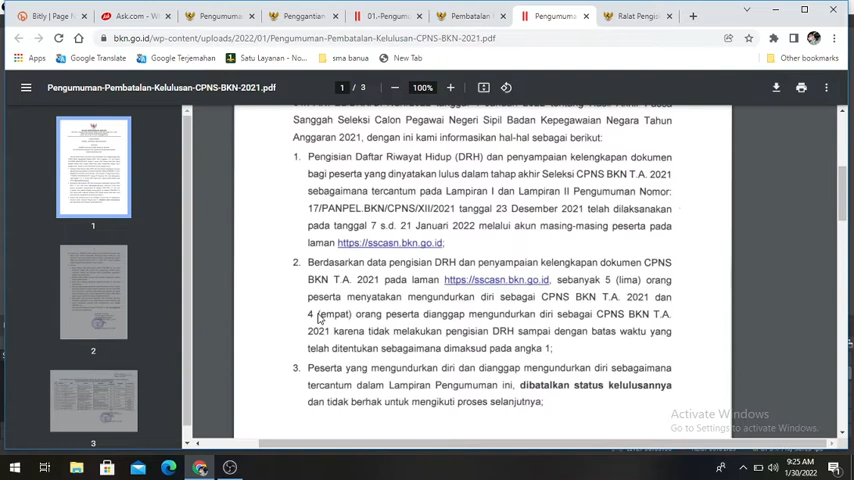 Bitly | Page N
Ask.com - W
Pengumuma
Penggantian
01.-Pengum
Pembatalan
Pengumum
Ralat Pengis
bkn.go.id/wp-content/uploads/2022/01/Pengumuman-Pembatalan-Kelulusan-CPNS-BKN-2021.pdf
Apps
Google Translate
Google Terjemahan
Satu Layanan -...
sma banua
New Tab
Other bookmarks
Pengumuman-Pembatalan-Kelulusan-CPNS-BKN-2021.pdf
1 / 3
100%
Sanggah Seleksi Calon Pegawai Negeri Sipil Badan Kepegawaian Negara Tahun
Anggaran 2021, dengan ini kami informasikan hal-hal sebagai berikut:
1. Pengisian Daftar Riwayat Hidup (DRH) dan penyampaian kelengkapan dokumen
bagi peserta yang dinyatakan lulus dalam tahap akhir Seleksi CPNS BKN T.A. 2021
sebagaimana tercantum pada Lampiran I dan Lampiran II Pengumuman Nomor:
17/PANPEL.BKN/CPNS/XII/2021 tanggal 23 Desember 2021 telah dilaksanakan
pada tanggal 7 s.d. 21 Januari 2022 melalui akun masing-masing peserta pada
laman https://sscasn.bkn.go.id;
2. Berdasarkan data pengisian DRH dan penyampaian kelengkapan dokumen CPNS
BKN T.A. 2021 pada laman https://sscasn.bkn.go.id, sebanyak 5 (lima) orang
peserta menyatakan mengundurkan diri sebagai CPNS BKN T.A. 2021 dan
4 (empat) orang peserta dianggap mengundurkan diri sebagai CPNS BKN T.A.
2021 karena tidak melakukan pengisian DRH sampai dengan batas waktu yang
telah ditentukan sebagaimana dimaksud pada angka 1;
3. Peserta yang mengundurkan diri dan dianggap mengundurkan diri sebagaimana
tercantum dalam Lampiran Pengumuman ini, dibatalkan status kelulusannya
dan tidak berhak untuk mengikuti proses selanjutnya;
1
2
3
Activate Windows
Go to Settings to activate Windows.
9:25 AM
1/30/2022